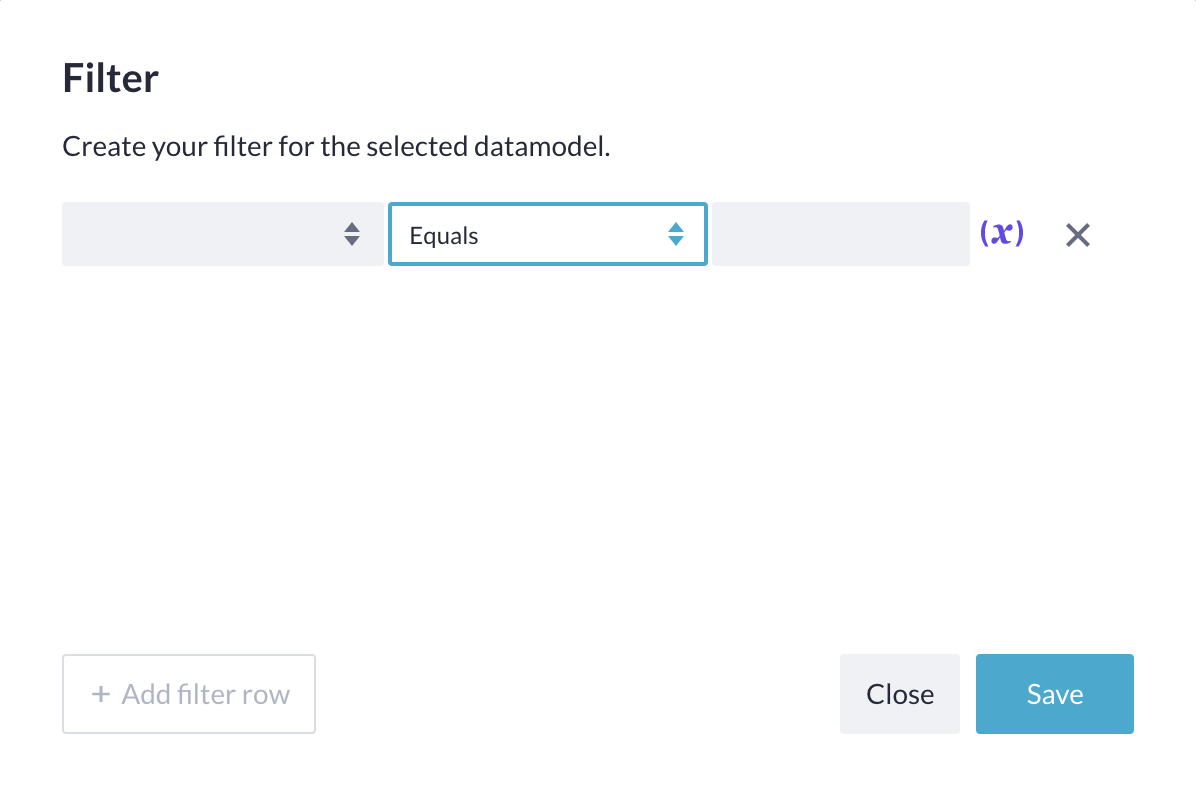 Filter
Create your filter for the selected datamodel.
Equals (x)
+ Add filter row Close Save